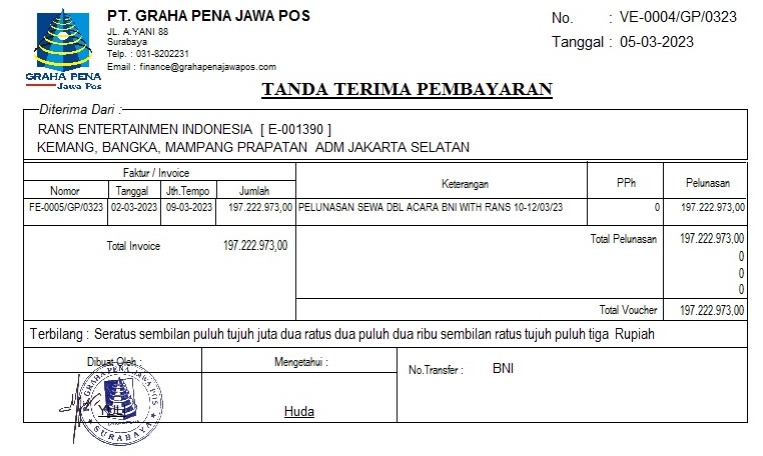 PT. GRAHA PENA JAWA POS
JL. A.YANI 88
Surabaya
Telp. : 031-8202231
Email : finance@grahapenajawapos.com
GRAHA PENA
Jawa Pos
No. : VE-0004/GP/0323
Tanggal : 05-03-2023
TANDA TERIMA PEMBAYARAN
Diterima Dari :
RANS ENTERTAINMEN INDONESIA [ E-001390 ]
KEMANG, BANGKA, MAMPANG PRAPATAN ADM JAKARTA SELATAN
Faktur / Invoice Keterangan PPh Pelunasan
Nomor Tanggal Jth.Tempo Jumlah
FE-0005/GP/0323 02-03-2023 09-03-2023 197.222.973,00 PELUNASAN SEWA DBL ACARA BNI WITH RANS 10-12/03/23 0 197.222.973,00
Total Invoice 197.222.973,00 Total Pelunasan 197.222.973,00
0
0
0
Total Voucher 197.222.973,00
Terbilang : Seratus sembilan puluh tujuh juta dua ratus dua puluh dua ribu sembilan ratus tujuh puluh tiga Rupiah
Dibuat Oleh : Mengetahui : No.Transfer : BNI
PT. GRAHA PENA JAWA POS
SURABAYA
Huda